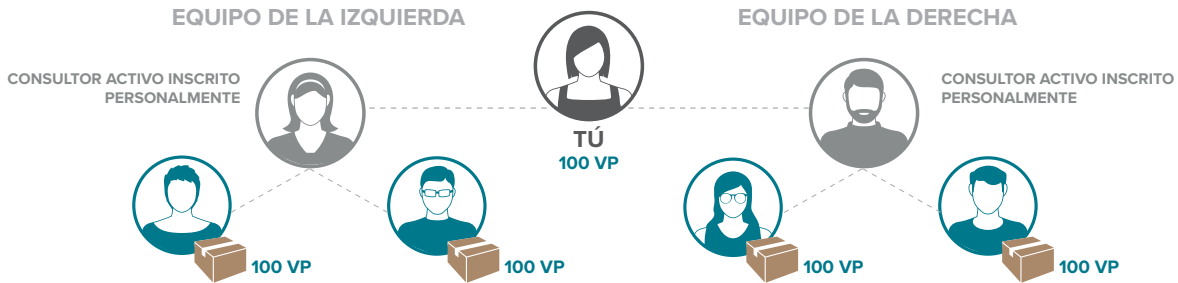 EQUIPO DE LA IZQUIERDA
EQUIPO DE LA DERECHA
CONSULTOR ACTIVO INSCRITO
PERSONALMENTE
CONSULTOR ACTIVO INSCRITO
PERSONALMENTE
TÚ
100 VP
100 VP
100 VP
100 VP
100 VP